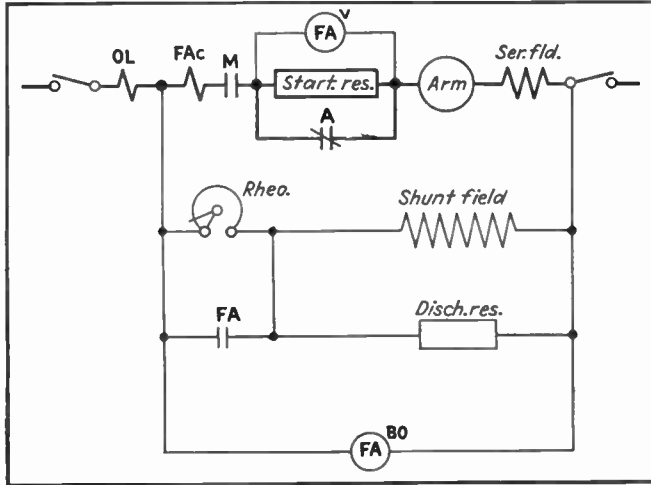 V
FA
OL
FAc
M
Start. res.
Arm
Ser. fld.
A
Rheo.
Shunt field
FA
Disch. res.
FA
BO